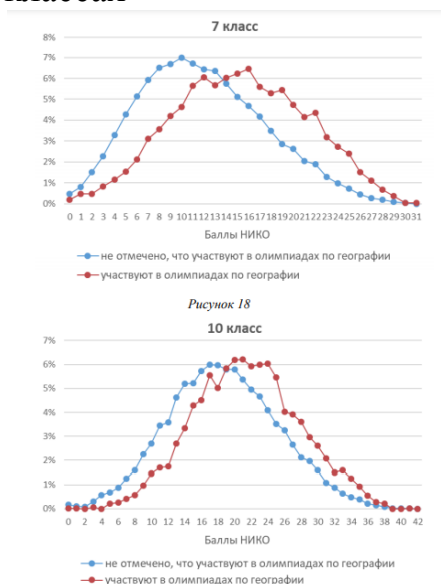 7 класс
8%
7%
6%
5%
4%
3%
2%
1%
0%
0 1 2 3 4 5 6 7 8 9 10 11 12 13 14 15 16 17 18 19 20 21 22 23 24 25 26 27 28 29 30 31
Баллы НИКО
не отмечено, что участвуют в олимпиадах по географии
участвуют в олимпиадах по географии
Рисунок 18
10 класс
7%
6%
5%
4%
3%
2%
1%
0%
0 2 4 6 8 10 12 14 16 18 20 22 24 26 28 30 32 34 36 38 40 42
Баллы НИКО
не отмечено, что участвуют в олимпиадах по географии
участвуют в олимпиадах по географии